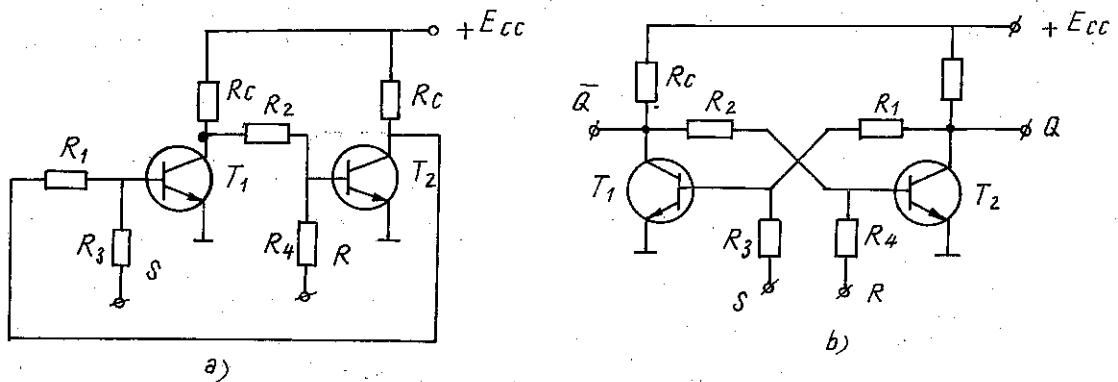 + Ecc
Rc
R2
Rc
R1
T1
T2
R3
S
R4
R
a)
+ Ecc
Q̅
Rc
R2
R1
Q
T1
T2
R3
R4
S
R
b)